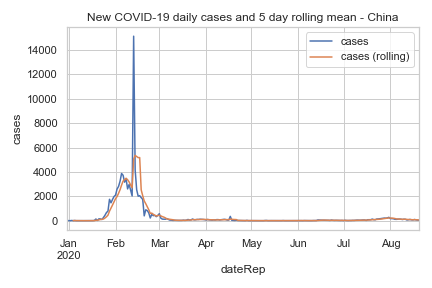 New COVID-19 daily cases and 5 day rolling mean - China
cases
cases (rolling)
14000
12000
10000
8000
6000
4000
2000
0
cases
Jan Feb Mar Apr May Jun Jul Aug
2020
dateRep